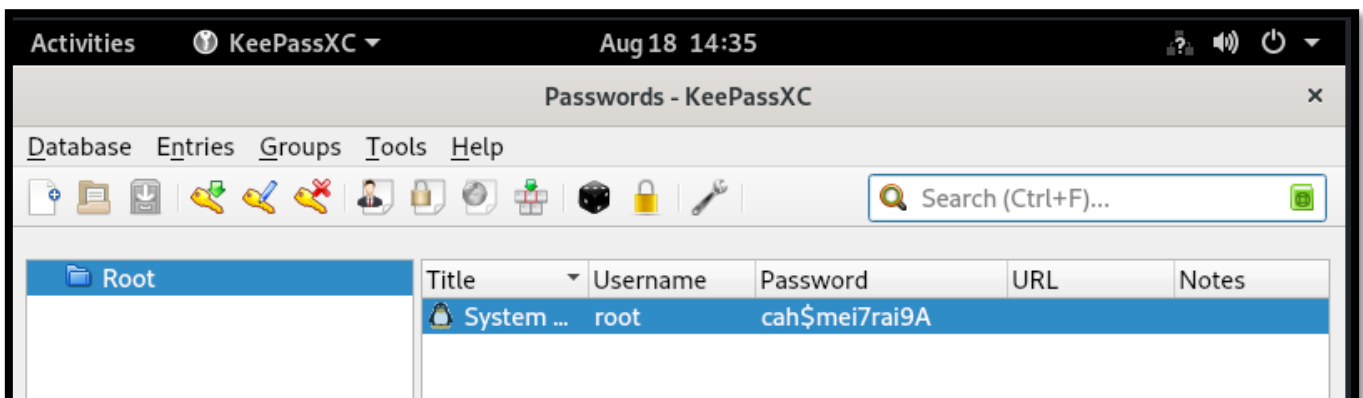 Activities KeePassXC Aug 18 14:35
Passwords - KeePassXC
Database Entries Groups Tools Help
Search (Ctrl+F)...
Root
Title Username Password URL Notes
System ... root cah$mei7rai9A